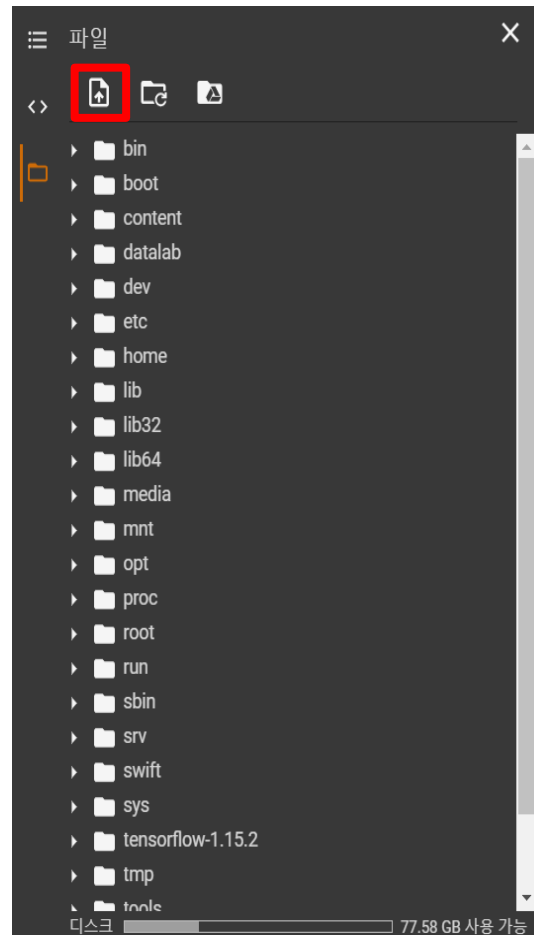 파일
bin
boot
content
datalab
dev
etc
home
lib
lib32
lib64
media
mnt
opt
proc
root
run
sbin
srv
swift
sys
tensorflow-1.15.2
tmp
tools
디스크 77.58 GB 사용 가능